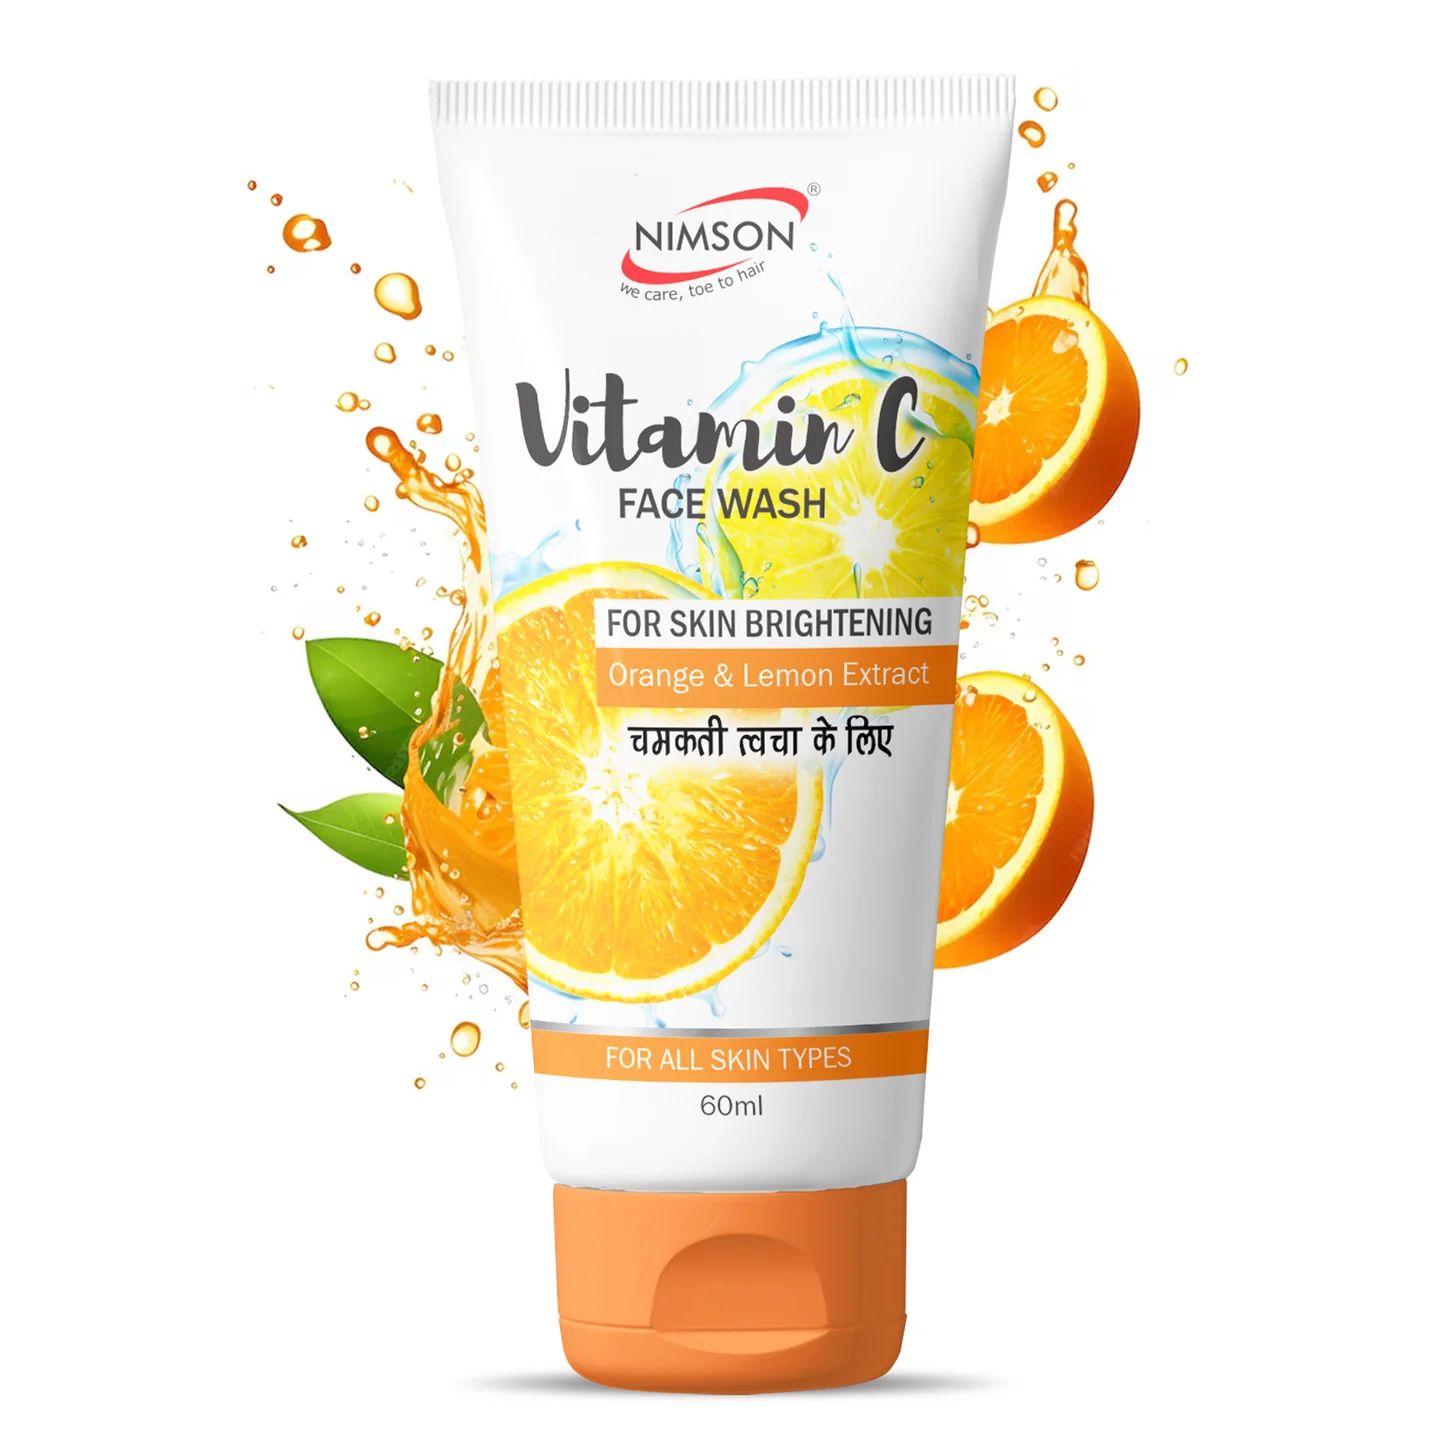 NIMSON®
we care, toe to hair
Vitamin C
FACE WASH
FOR SKIN BRIGHTENING
Orange & Lemon Extract
चमकती त्वचा के लिए
FOR ALL SKIN TYPES
60ml